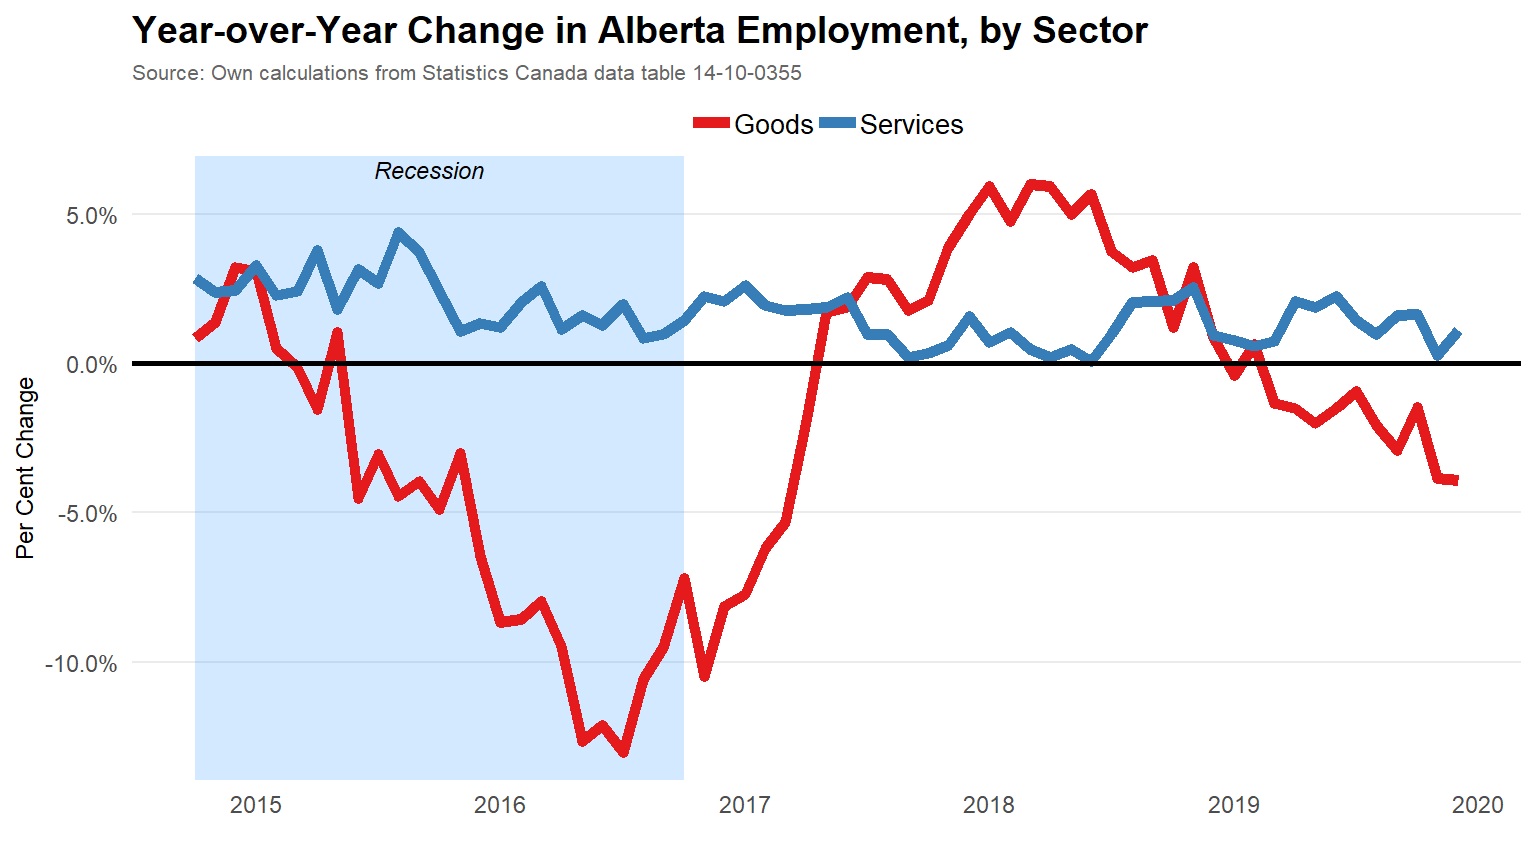 Year-over-Year Change in Alberta Employment, by Sector
Source: Own calculations from Statistics Canada data table 14-10-0355
Goods Services
Recession
5.0%
0.0%
-5.0%
-10.0%
Per Cent Change
2015 2016 2017 2018 2019 2020